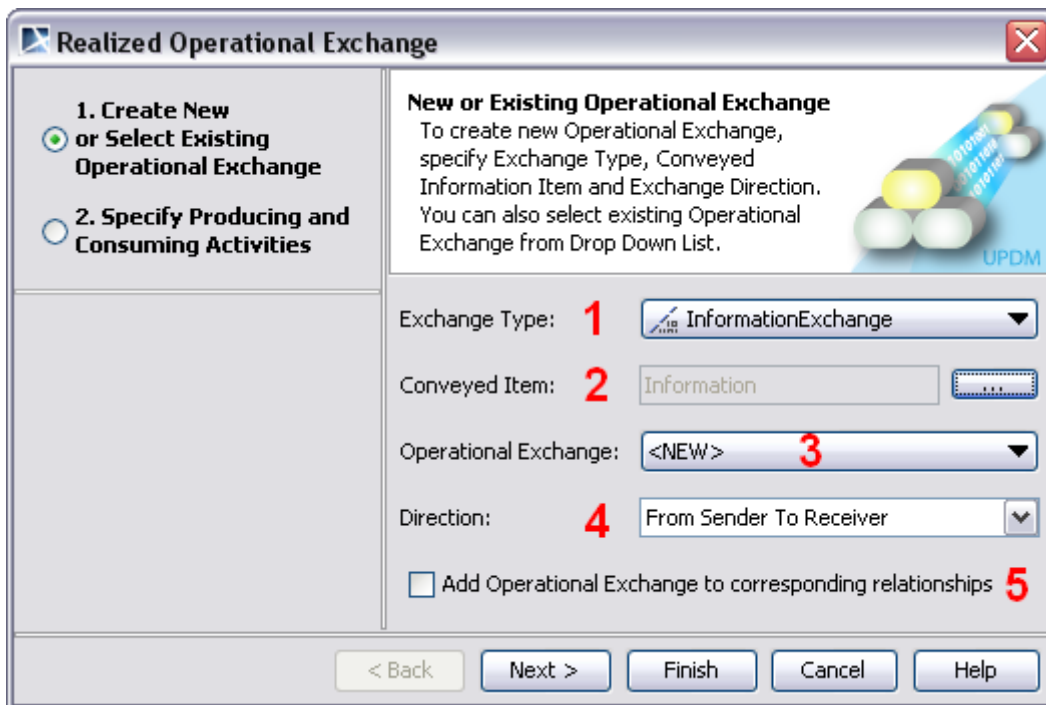 Realized Operational Exchange
1. Create New
or Select Existing
Operational Exchange
2. Specify Producing and
Consuming Activities
New or Existing Operational Exchange
To create new Operational Exchange,
specify Exchange Type, Conveyed
Information Item and Exchange Direction.
You can also select existing Operational
Exchange from Drop Down List.
UPDM
Exchange Type: 1 InformationExchange
Conveyed Item: 2 Information ...
Operational Exchange: <NEW> 3
Direction: 4 From Sender To Receiver
Add Operational Exchange to corresponding relationships 5
< Back Next > Finish Cancel Help